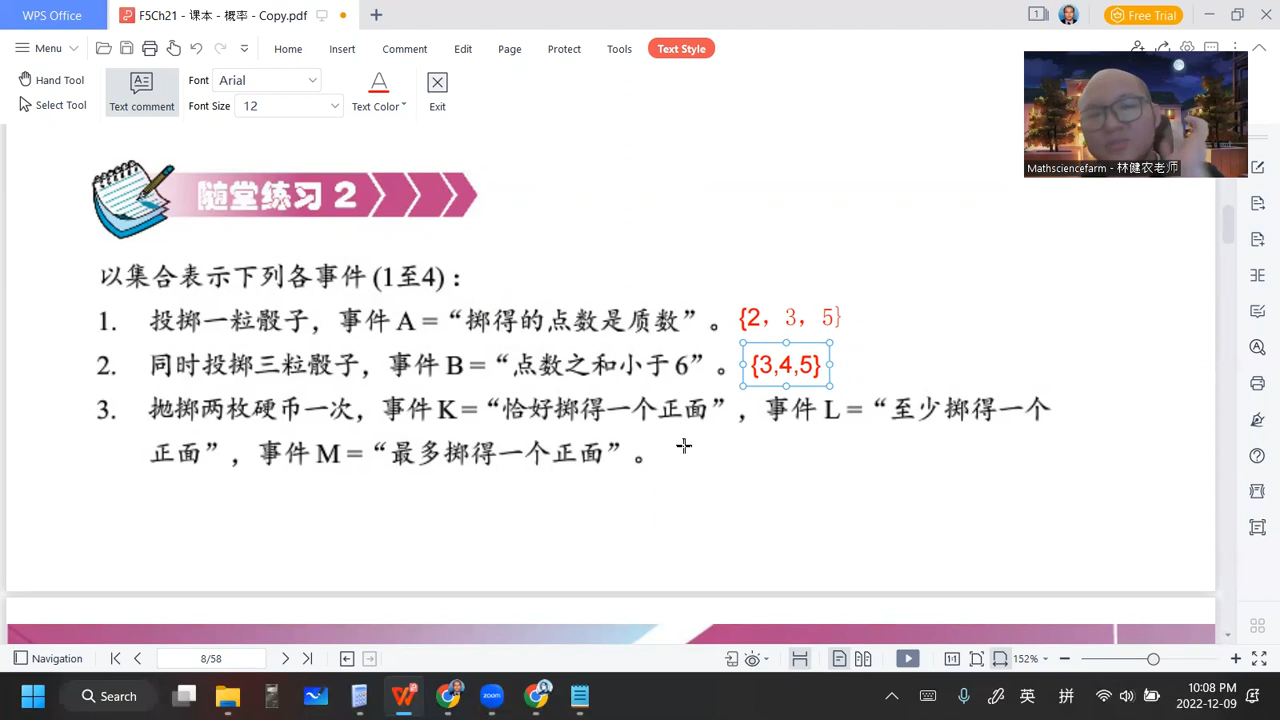 WPS Office
F5Ch21 - 课本 - 概率 - Copy.pdf
1
Free Trial
Menu
Home
Insert
Comment
Edit
Page
Protect
Tools
Text Style
Hand Tool
Select Tool
Text comment
Font
Arial
Font Size
12
Text Color
Exit
Mathsciencefarm - 林健农老师
随堂练习 2
以集合表示下列各事件 (1至4)：
1. 投掷一粒骰子，事件 A =“掷得的点数是质数”。 {2，3，5}
2. 同时投掷三粒骰子，事件 B =“点数之和小于 6”。 {3,4,5}
3. 抛掷两枚硬币一次，事件 K =“恰好掷得一个正面”，事件 L =“至少掷得一个
正面”，事件 M =“最多掷得一个正面”。
Navigation
8/58
152%
Search
英
拼
10:08 PM
2022-12-09